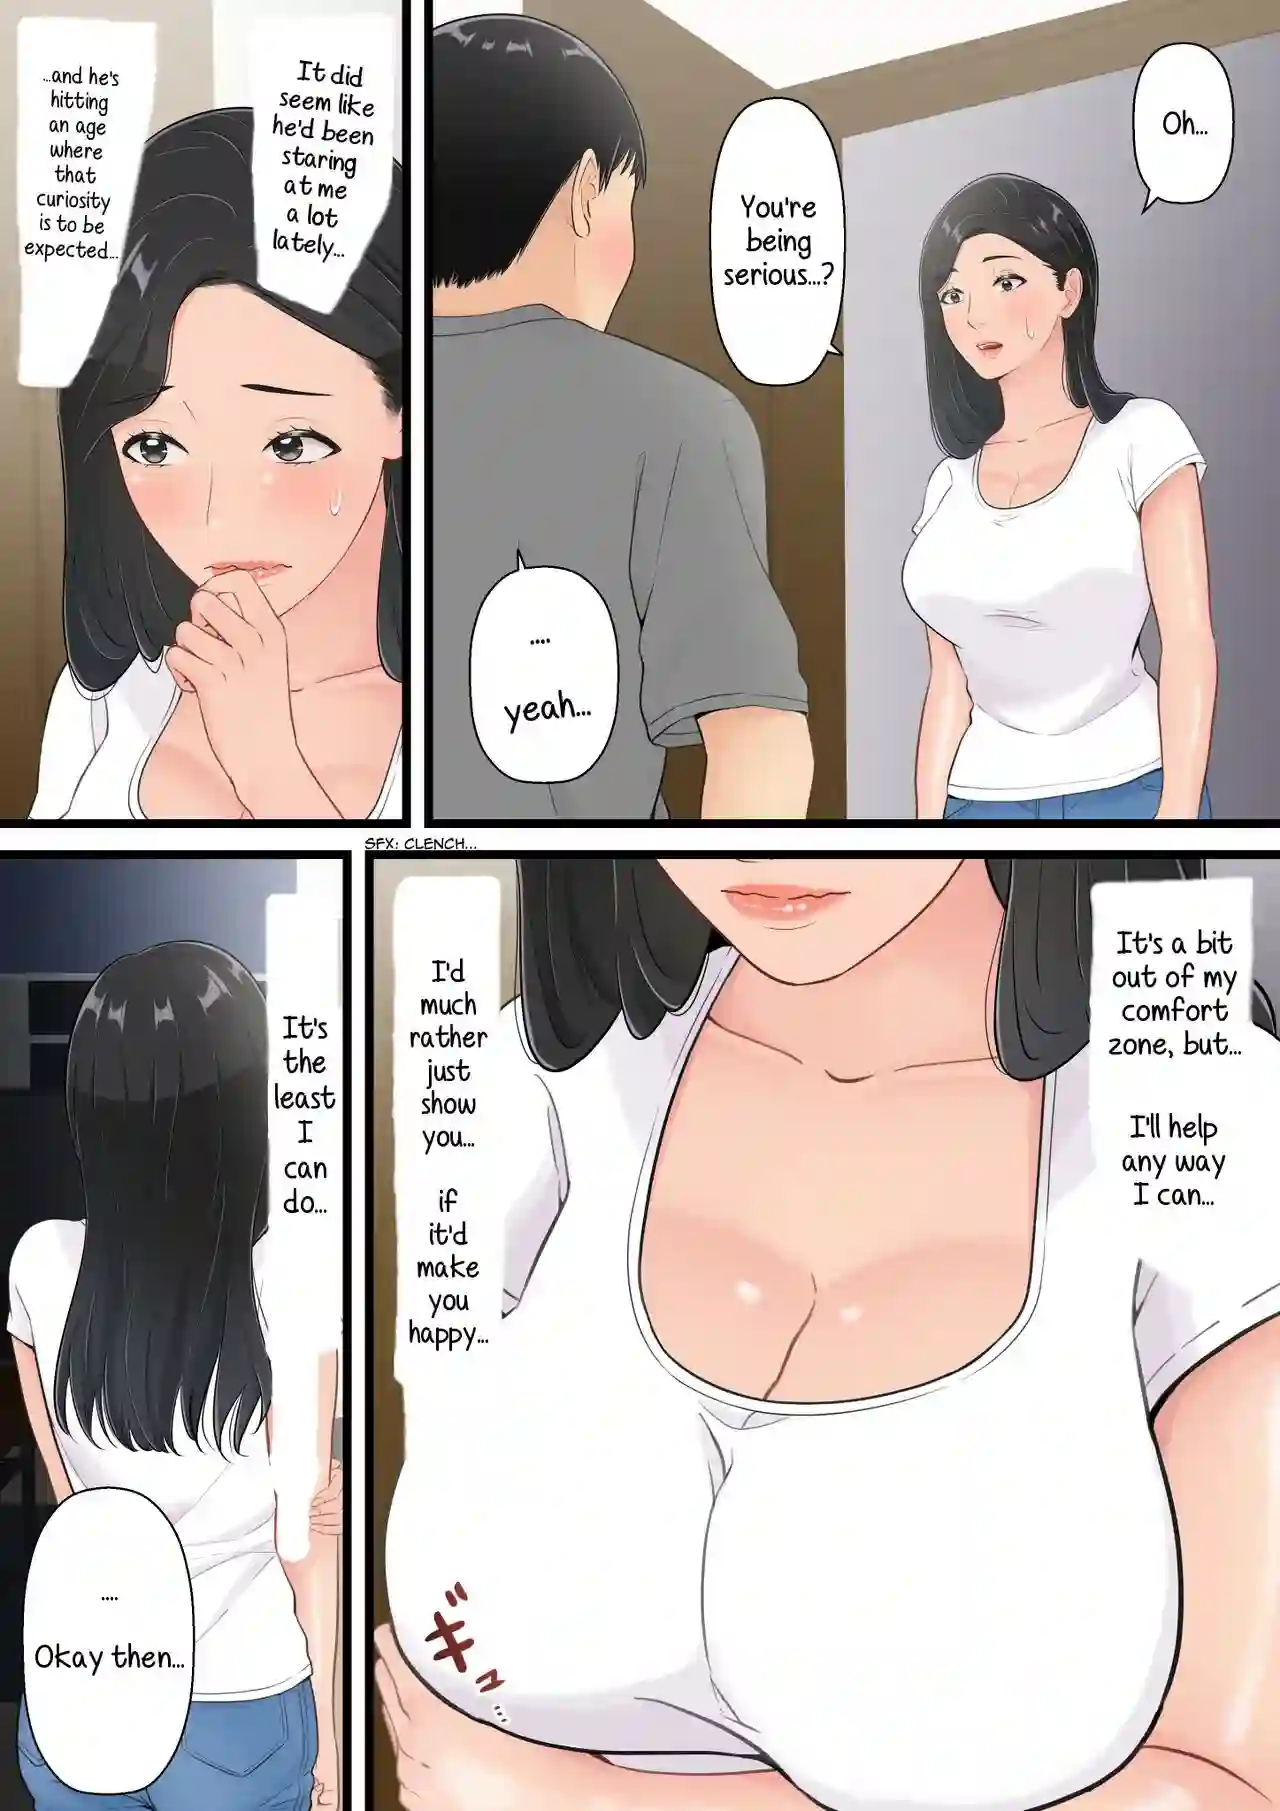 Oh...
You're
being
serious...?
....
yeah...
It did
seem like
he'd been
staring
at me
a lot
lately...
...and he's
hitting
an age
where
that
curiosity
is to be
expected...
SFX: CLENCH...
It's a bit
out of my
comfort
zone, but...
I'll help
any way
I can...
I'd
much
rather
just
show
you...
if
it'd
make
you
happy...
ギュ...
It's
the
least
I
can
do...
....
Okay then...